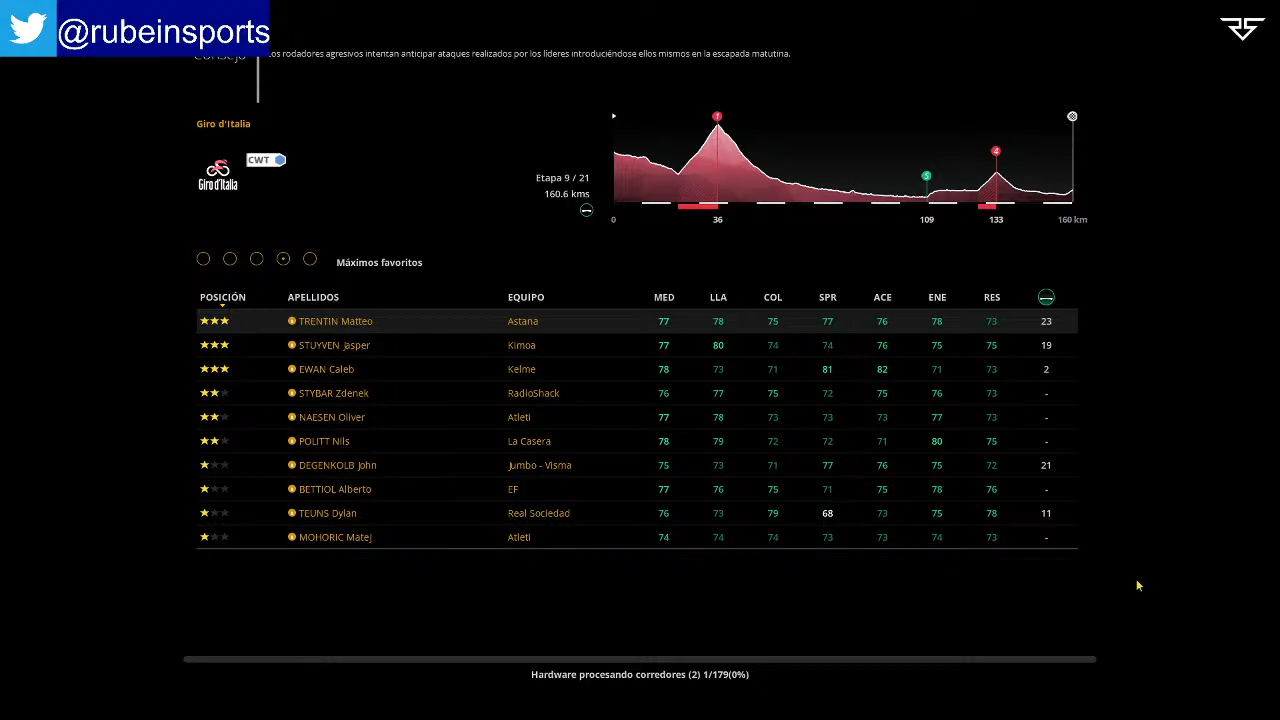 @rubeinsports
Consejo
Los rodadores agresivos intentan anticipar ataques realizados por los líderes introduciéndose ellos mismos en la escapada matutina.
Giro d'Italia
CWT
Giro d'Italia
Etapa 9 / 21
160.6 kms
1
S
4
0 36 109 133 160 km
Máximos favoritos
POSICIÓN APELLIDOS EQUIPO MED LLA COL SPR ACE ENE RES
TRENTIN Matteo Astana 77 78 75 77 76 78 73 23
STUYVEN Jasper Kimoa 77 80 74 74 76 75 75 19
EWAN Caleb Kelme 78 73 71 81 82 71 73 2
STYBAR Zdenek RadioShack 76 77 75 72 75 76 73 -
NAESEN Oliver Atleti 77 78 73 73 73 77 73 -
POLITT Nils La Casera 78 79 72 72 71 80 75 -
DEGENKOLB John Jumbo - Visma 75 73 71 77 76 75 72 21
BETTIOL Alberto EF 77 76 75 71 75 78 76 -
TEUNS Dylan Real Sociedad 76 73 79 68 73 75 78 11
MOHORIC Matej Atleti 74 74 74 73 73 74 73 -
Hardware procesando corredores (2) 1/179(0%)